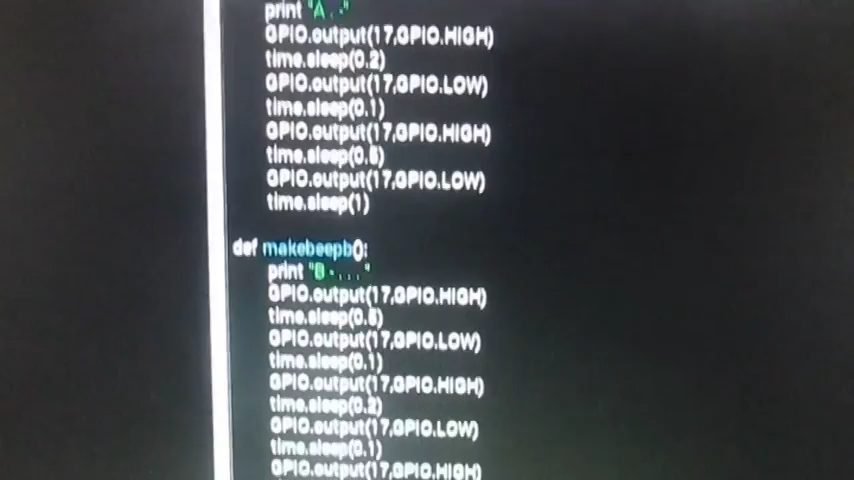 print "A . -"
GPIO.output(17,GPIO.HIGH)
time.sleep(0.2)
GPIO.output(17,GPIO.LOW)
time.sleep(0.1)
GPIO.output(17,GPIO.HIGH)
time.sleep(0.5)
GPIO.output(17,GPIO.LOW)
time.sleep(1)
def makebeepb():
print "B - . . ."
GPIO.output(17,GPIO.HIGH)
time.sleep(0.5)
GPIO.output(17,GPIO.LOW)
time.sleep(0.1)
GPIO.output(17,GPIO.HIGH)
time.sleep(0.2)
GPIO.output(17,GPIO.LOW)
time.sleep(0.1)
GPIO.output(17,GPIO.HIGH)